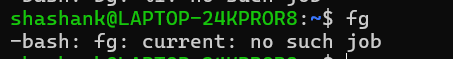 shashank@LAPTOP-24KPROR8:~$ fg
-bash: fg: current: no such job